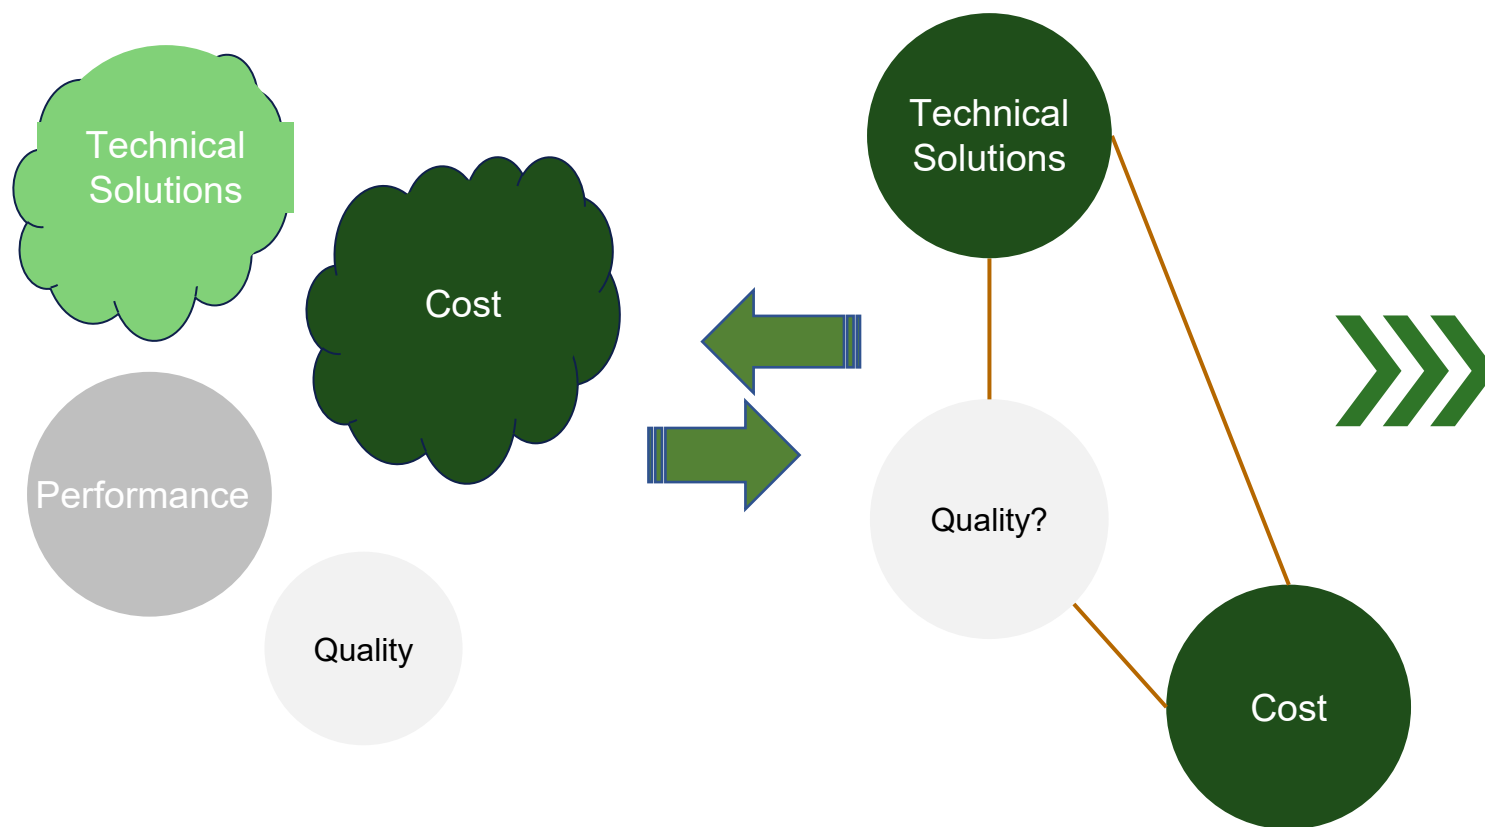 Technical
Solutions
Cost
Performance
Quality
Technical
Solutions
Quality?
Cost